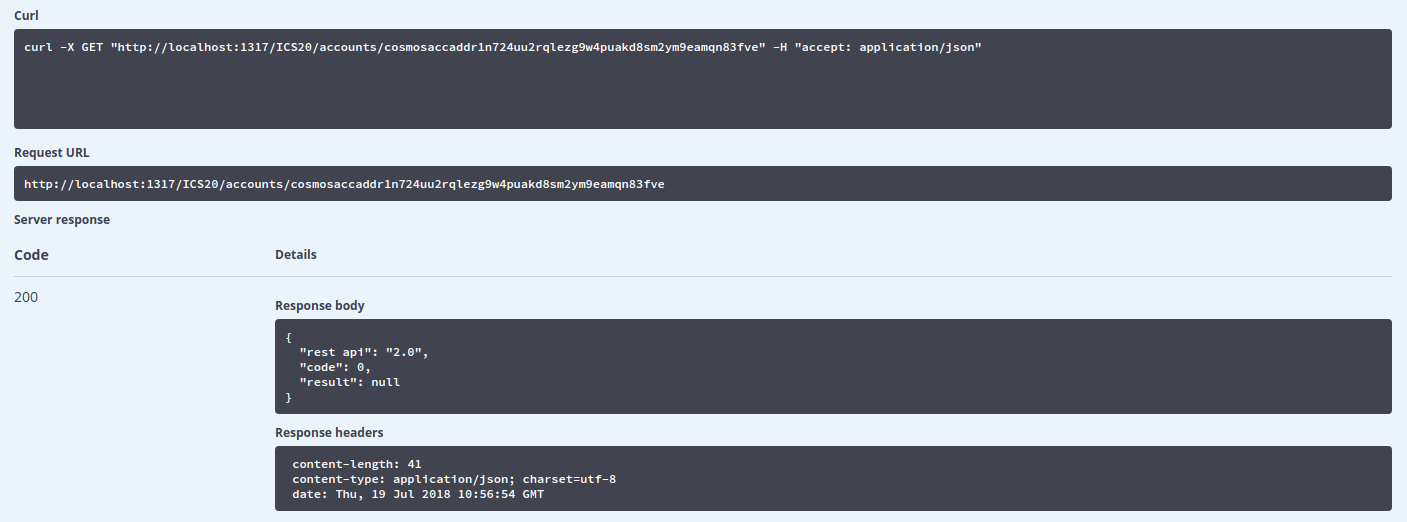 Curl
curl -X GET "http://localhost:1317/ICS20/accounts/cosmosaccaddr1n724uu2rqlezg9w4puakd8sm2ym9eamqn83fve" -H "accept: application/json"
Request URL
http://localhost:1317/ICS20/accounts/cosmosaccaddr1n724uu2rqlezg9w4puakd8sm2ym9eamqn83fve
Server response
Code Details
200
Response body
{
"rest api": "2.0",
"code": 0,
"result": null
}
Response headers
content-length: 41
content-type: application/json; charset=utf-8
date: Thu, 19 Jul 2018 10:56:54 GMT